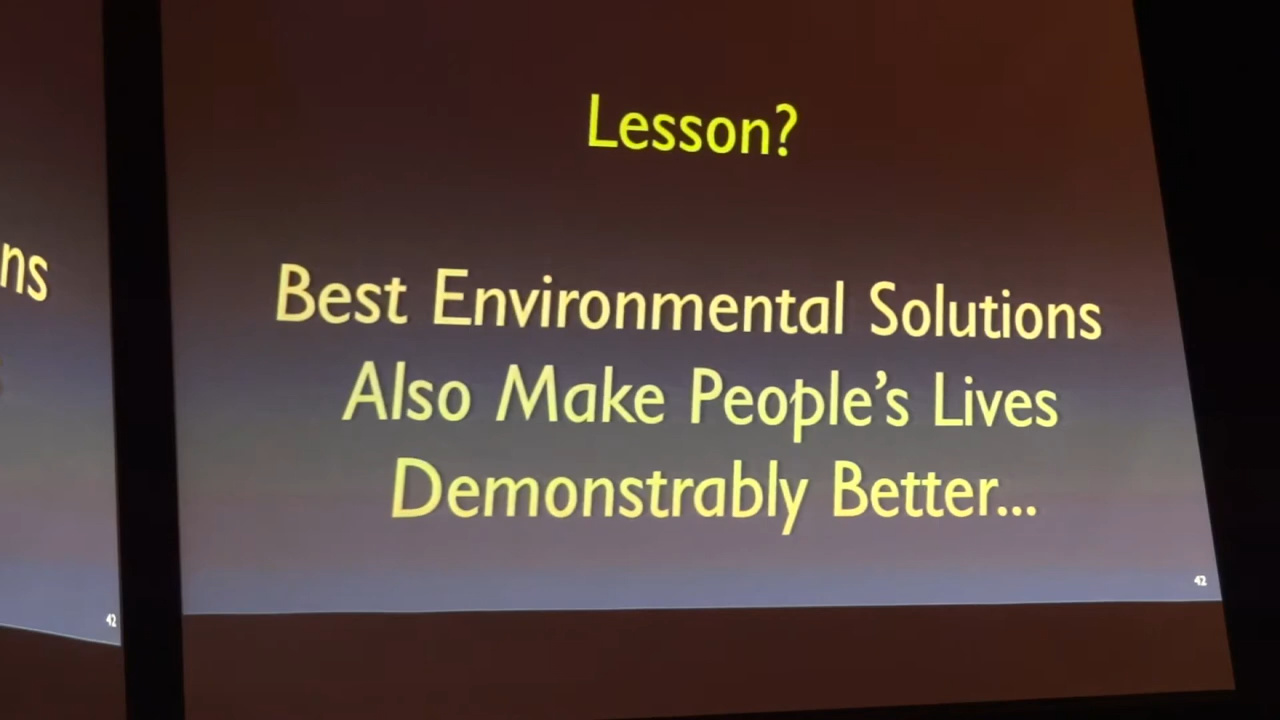 Lesson?
Best Environmental Solutions
Also Make People's Lives
Demonstrably Better...
42
ns
42